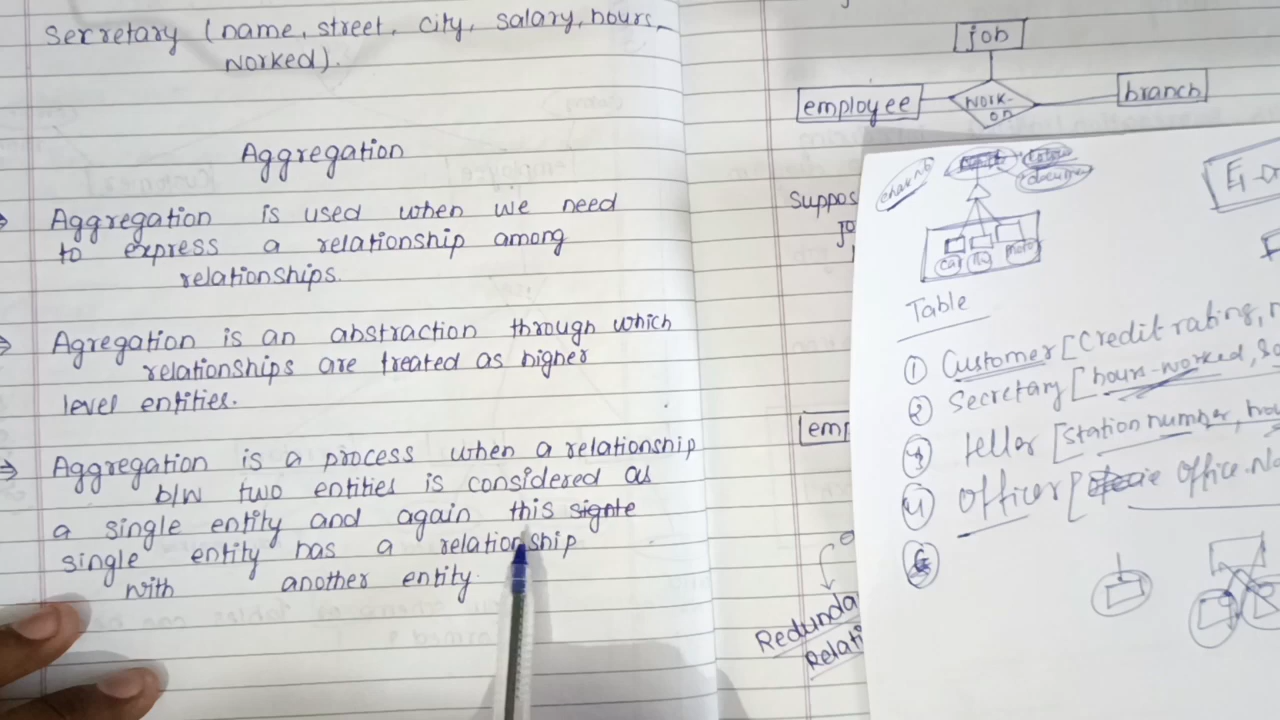 Secretary (name, street, city, salary, hours-
worked).
Aggregation
⇒ Aggregation is used when we need
to express a relationship among
relationships.
⇒ Agregation is an abstraction through which
relationships are treated as higher
level entities.
⇒ Aggregation is a process when a relationship
b/w two entities is considered as
a single entity and again this signte
single entity has a relationship
with another entity.
job
employee
work-
on
branch
Suppos
emp
Redunda
Relati
car
Table
① Customer [Credit rating,
② Secretary [hours-worked,
teller [station number,
④ Officer [ Office.